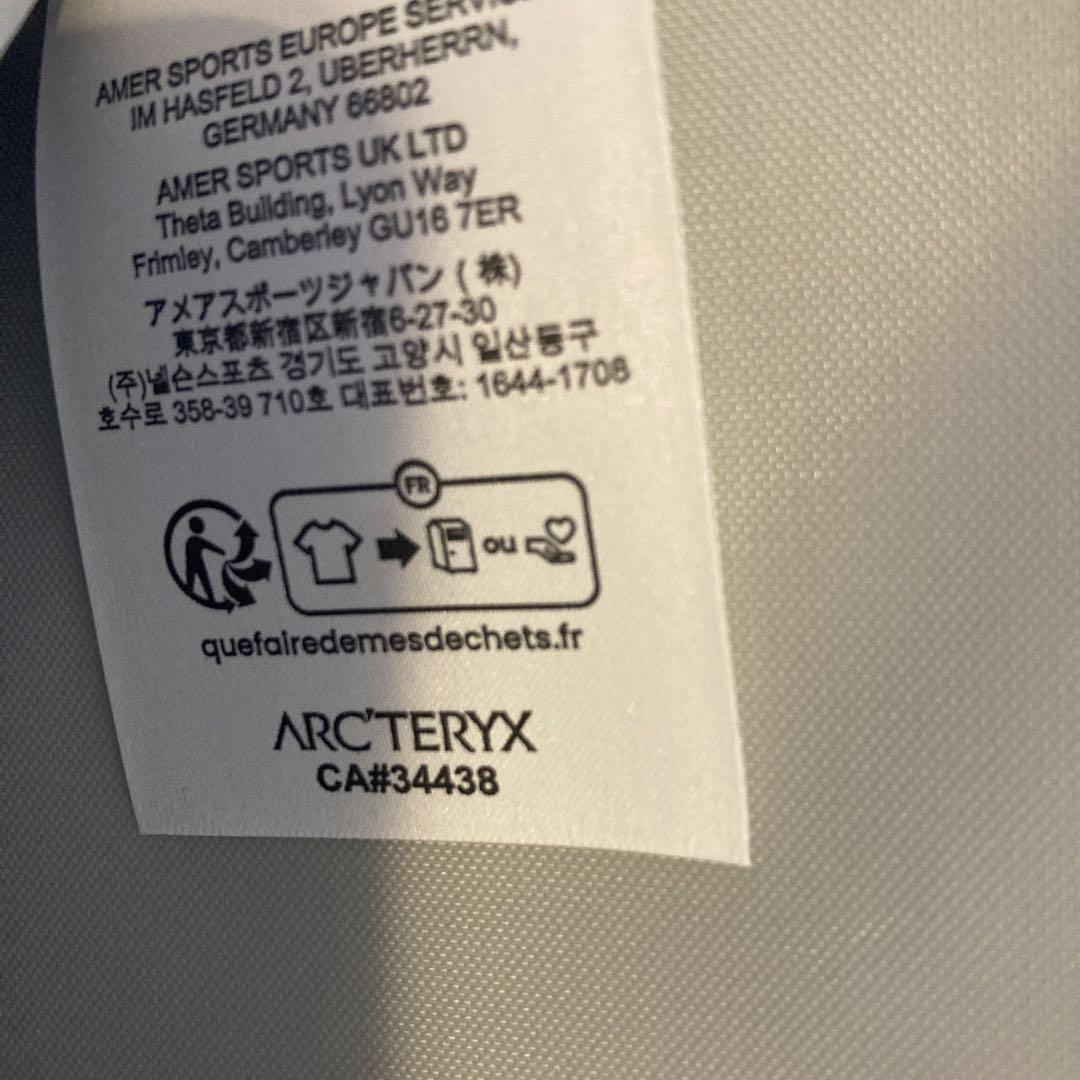 AMER SPORTS EUROPE
IM HASFELD 2, UBERHERRN,
GERMANY 66802
AMER SPORTS UK LTD
Theta Building, Lyon Way
Frimley, Camberley GU16 7ER
アメアスポーツジャパン (株)
東京都新宿区新宿6-27-30
(주)넬슨스포츠 경기도 고양시 일산동구
호수로 358-39 710호 대표번호: 1644-1708
FR
ou
quefairedemesdechets.fr
ARC'TERYX
CA#34438